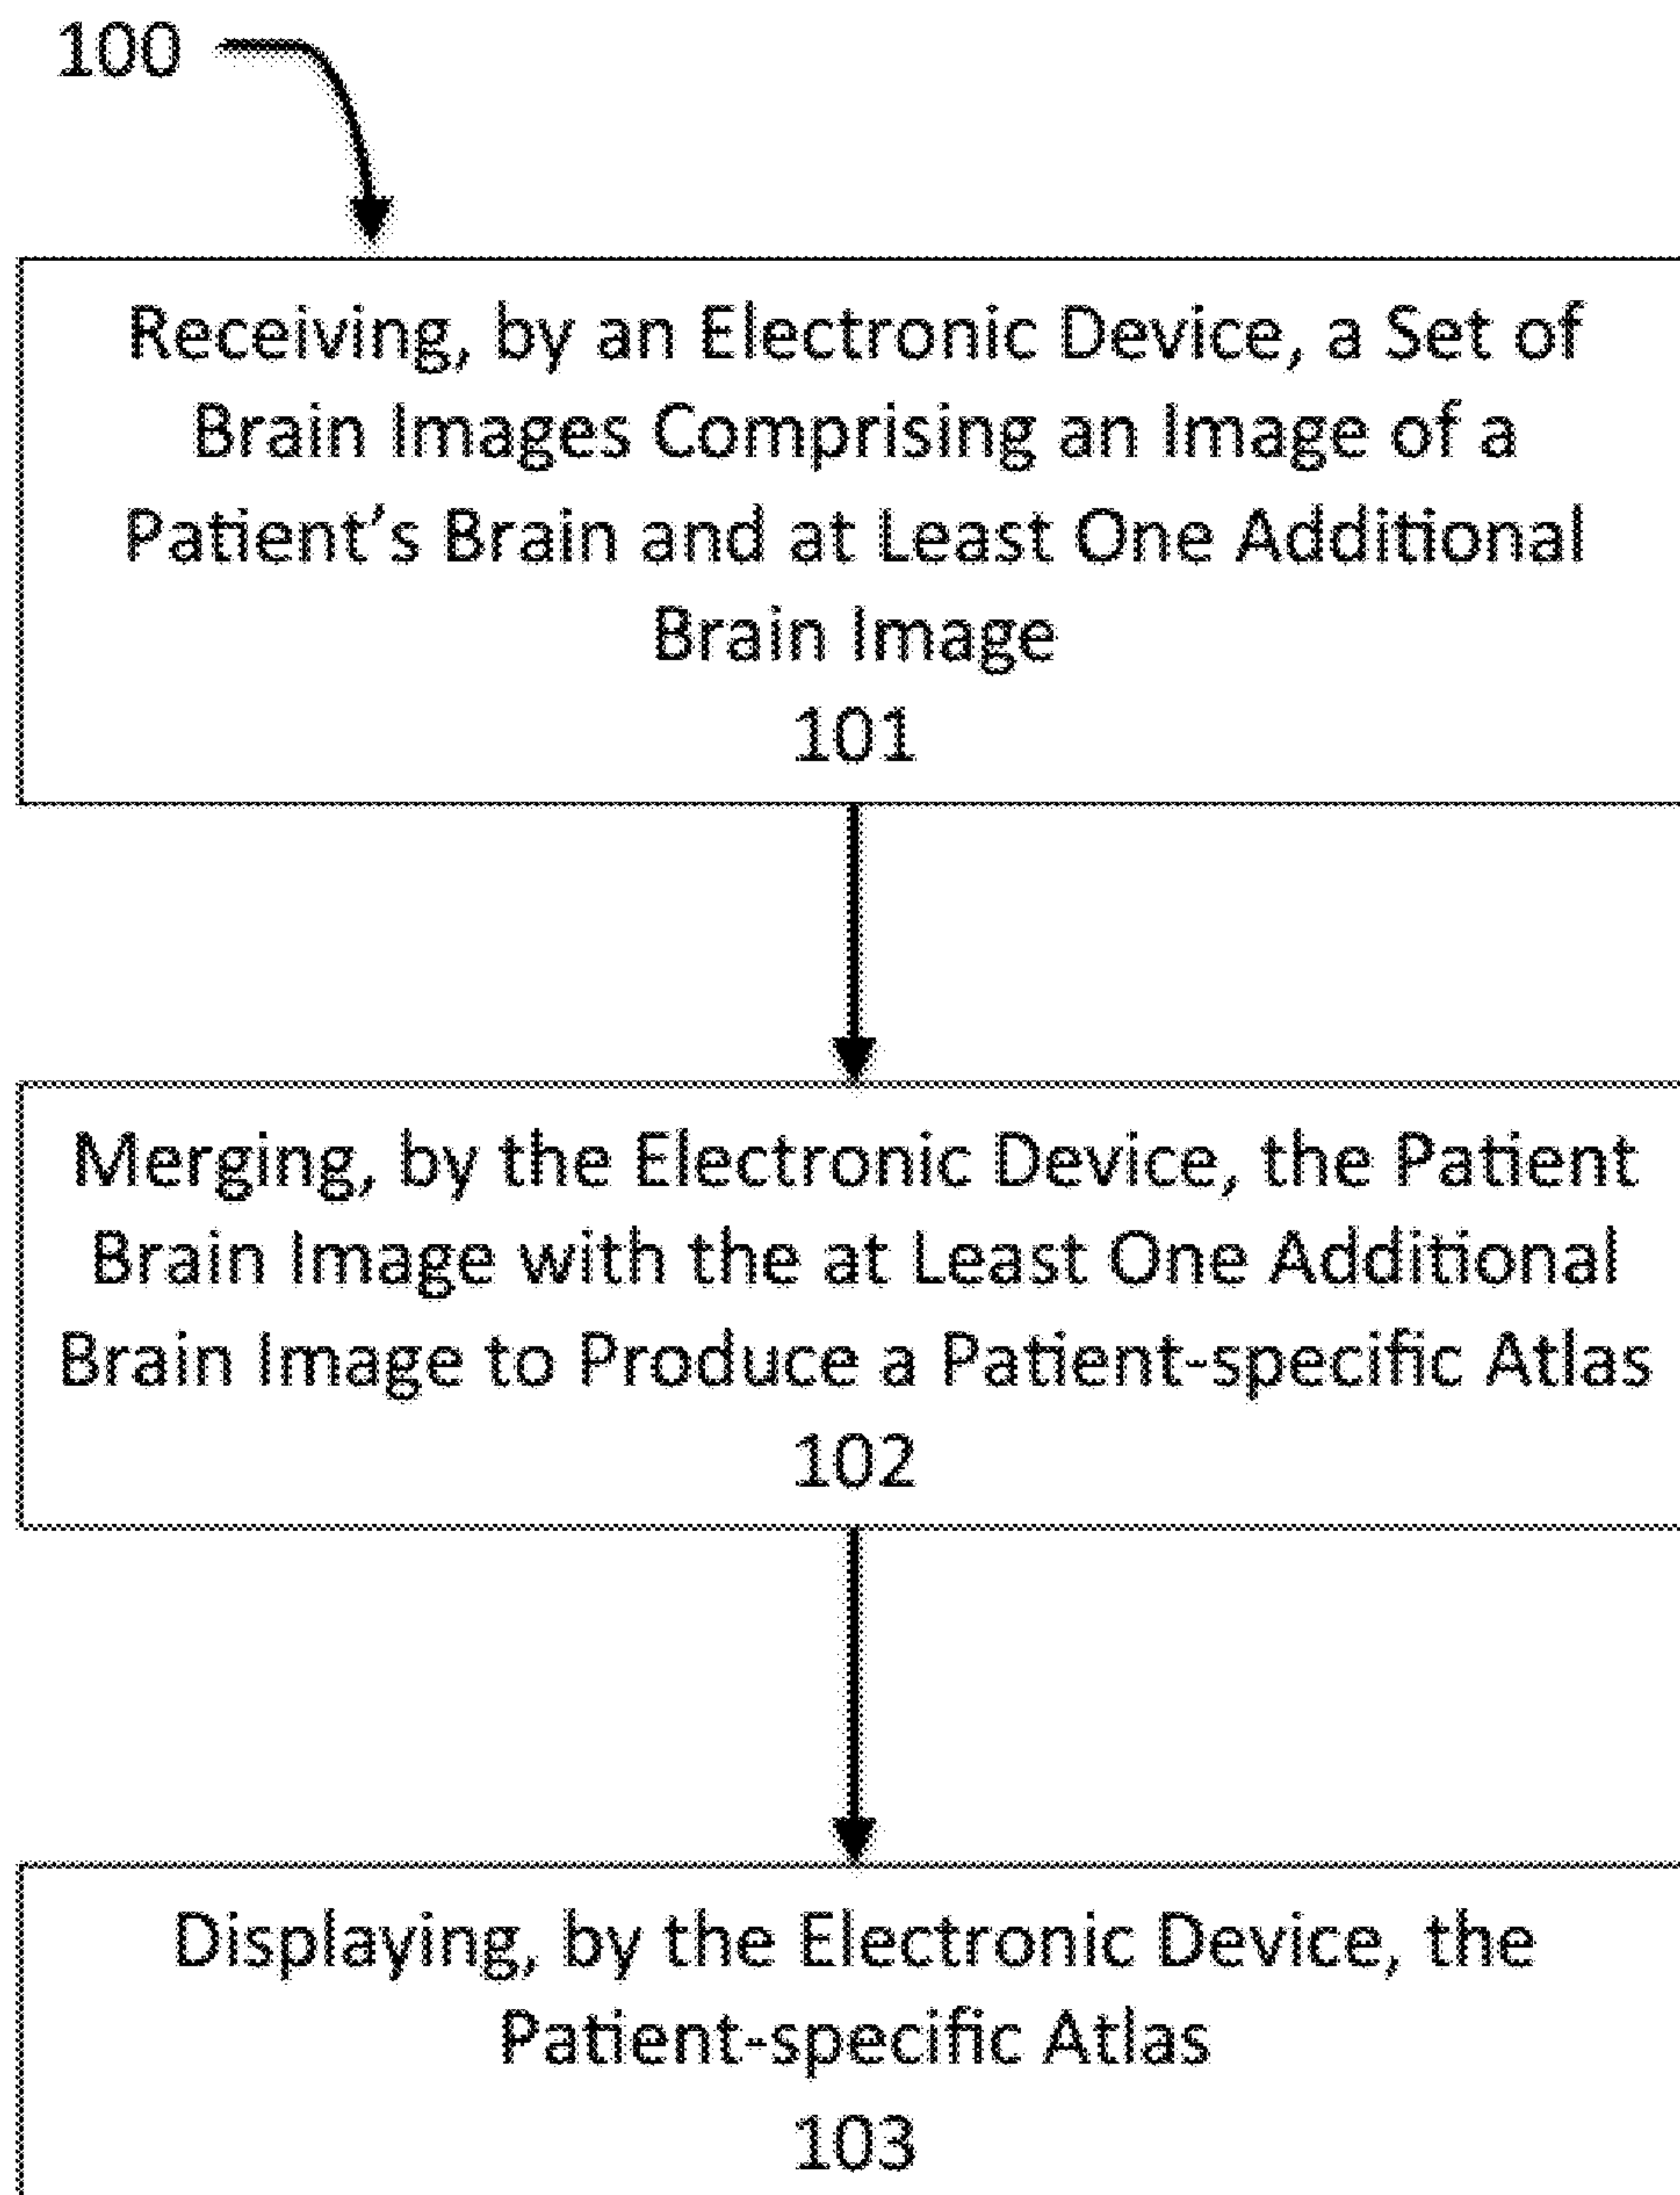 100
Receiving, by an Electronic Device, a Set of
Brain Images Comprising an Image of a
Patient's Brain and at Least One Additional
Brain Image
101
Merging, by the Electronic Device, the Patient
Brain Image with the at Least One Additional
Brain Image to Produce a Patient-specific Atlas
102
Displaying, by the Electronic Device, the
Patient-specific Atlas
103